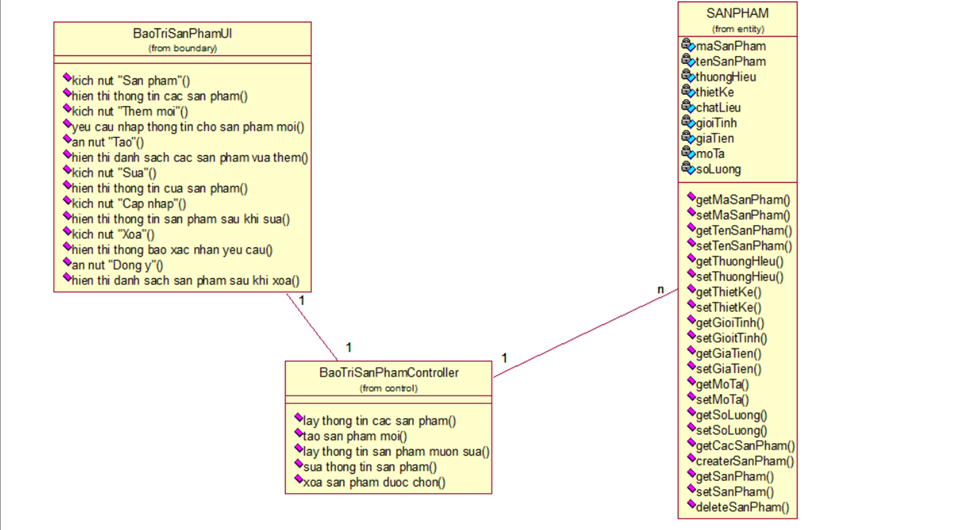 BaoTriSanPhamUI
(from boundary)
kich nut "San pham"()
hien thi thong tin cac san pham()
kich nut "Them moi"()
yeu cau nhap thong tin cho san pham moi()
an nut "Tao"()
hien thi danh sach cac san pham vua them()
kich nut "Sua"()
hien thi thong tin cua san pham()
kich nut "Cap nhap"()
hien thi thong tin san pham sau khi sua()
kich nut "Xoa"()
hien thi thong bao xac nhan yeu cau()
an nut "Dong y"()
hien thi danh sach san pham sau khi xoa()
1
1
BaoTriSanPhamController
(from control)
lay thong tin cac san pham()
tao san pham moi()
lay thong tin san pham muon sua()
sua thong tin san pham()
xoa san pham duoc chon()
1
n
SANPHAM
(from entity)
maSanPham
tenSanPham
thuongHieu
thietKe
chatLieu
gioiTinh
giaTien
moTa
soLuong
getMaSanPham()
setMaSanPham()
getTenSanPham()
setTenSanPham()
getThuongHIeu()
setThuongHieu()
getThietKe()
setThietKe()
getGioiTinh()
setGioitTinh()
getGiaTien()
setGiaTien()
getMoTa()
setMoTa()
getSoLuong()
setSoLuong()
getCacSanPham()
createrSanPham()
getSanPham()
setSanPham()
deleteSanPham()